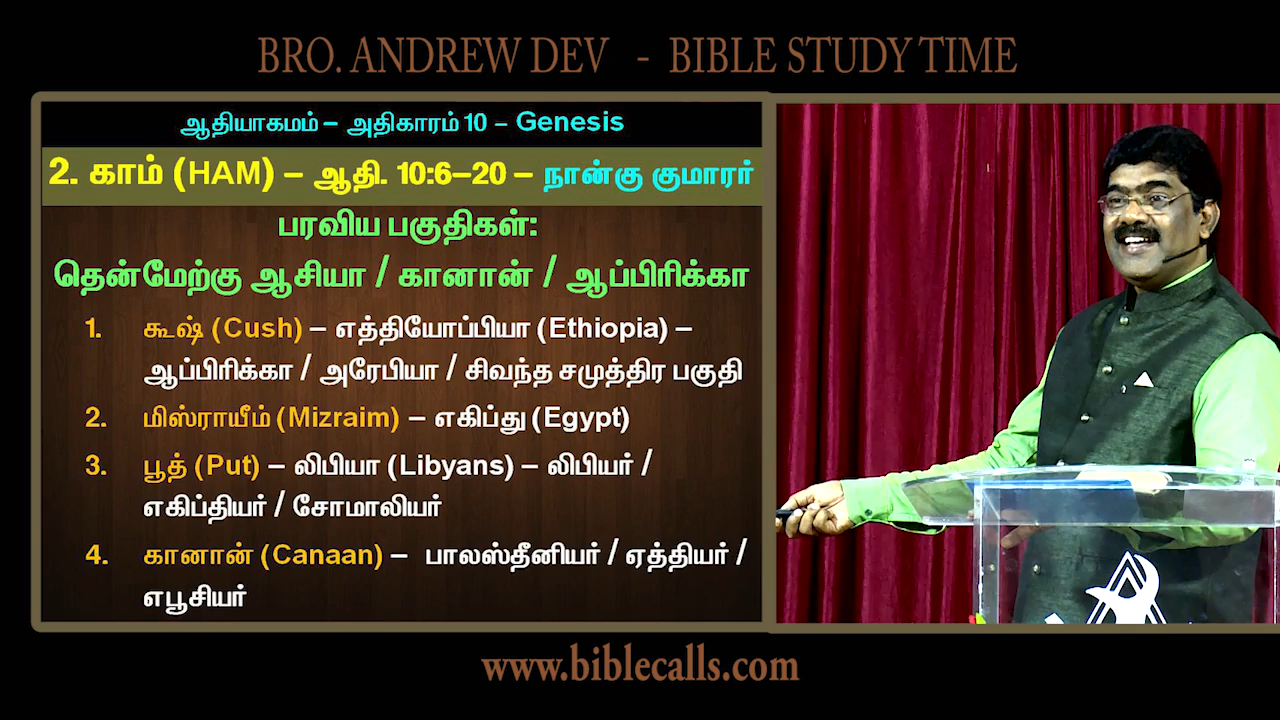 BRO. ANDREW DEV - BIBLE STUDY TIME
ஆதியாகமம் – அதிகாரம் 10 – Genesis
2. காம் (HAM) – ஆதி. 10:6–20 – நான்கு குமாரர்
பரவிய பகுதிகள்:
தென்மேற்கு ஆசியா / கானான் / ஆப்பிரிக்கா
1. கூஷ் (Cush) – எத்தியோப்பியா (Ethiopia) –
ஆப்பிரிக்கா / அரேபியா / சிவந்த சமுத்திர பகுதி
2. மிஸ்ராயீம் (Mizraim) – எகிப்து (Egypt)
3. பூத் (Put) – லிபியா (Libyans) – லிபியர் /
எகிப்தியர் / சோமாலியர்
4. கானான் (Canaan) – பாலஸ்தீனியர் / ஏத்தியர் /
எபூசியர்
www.biblecalls.com